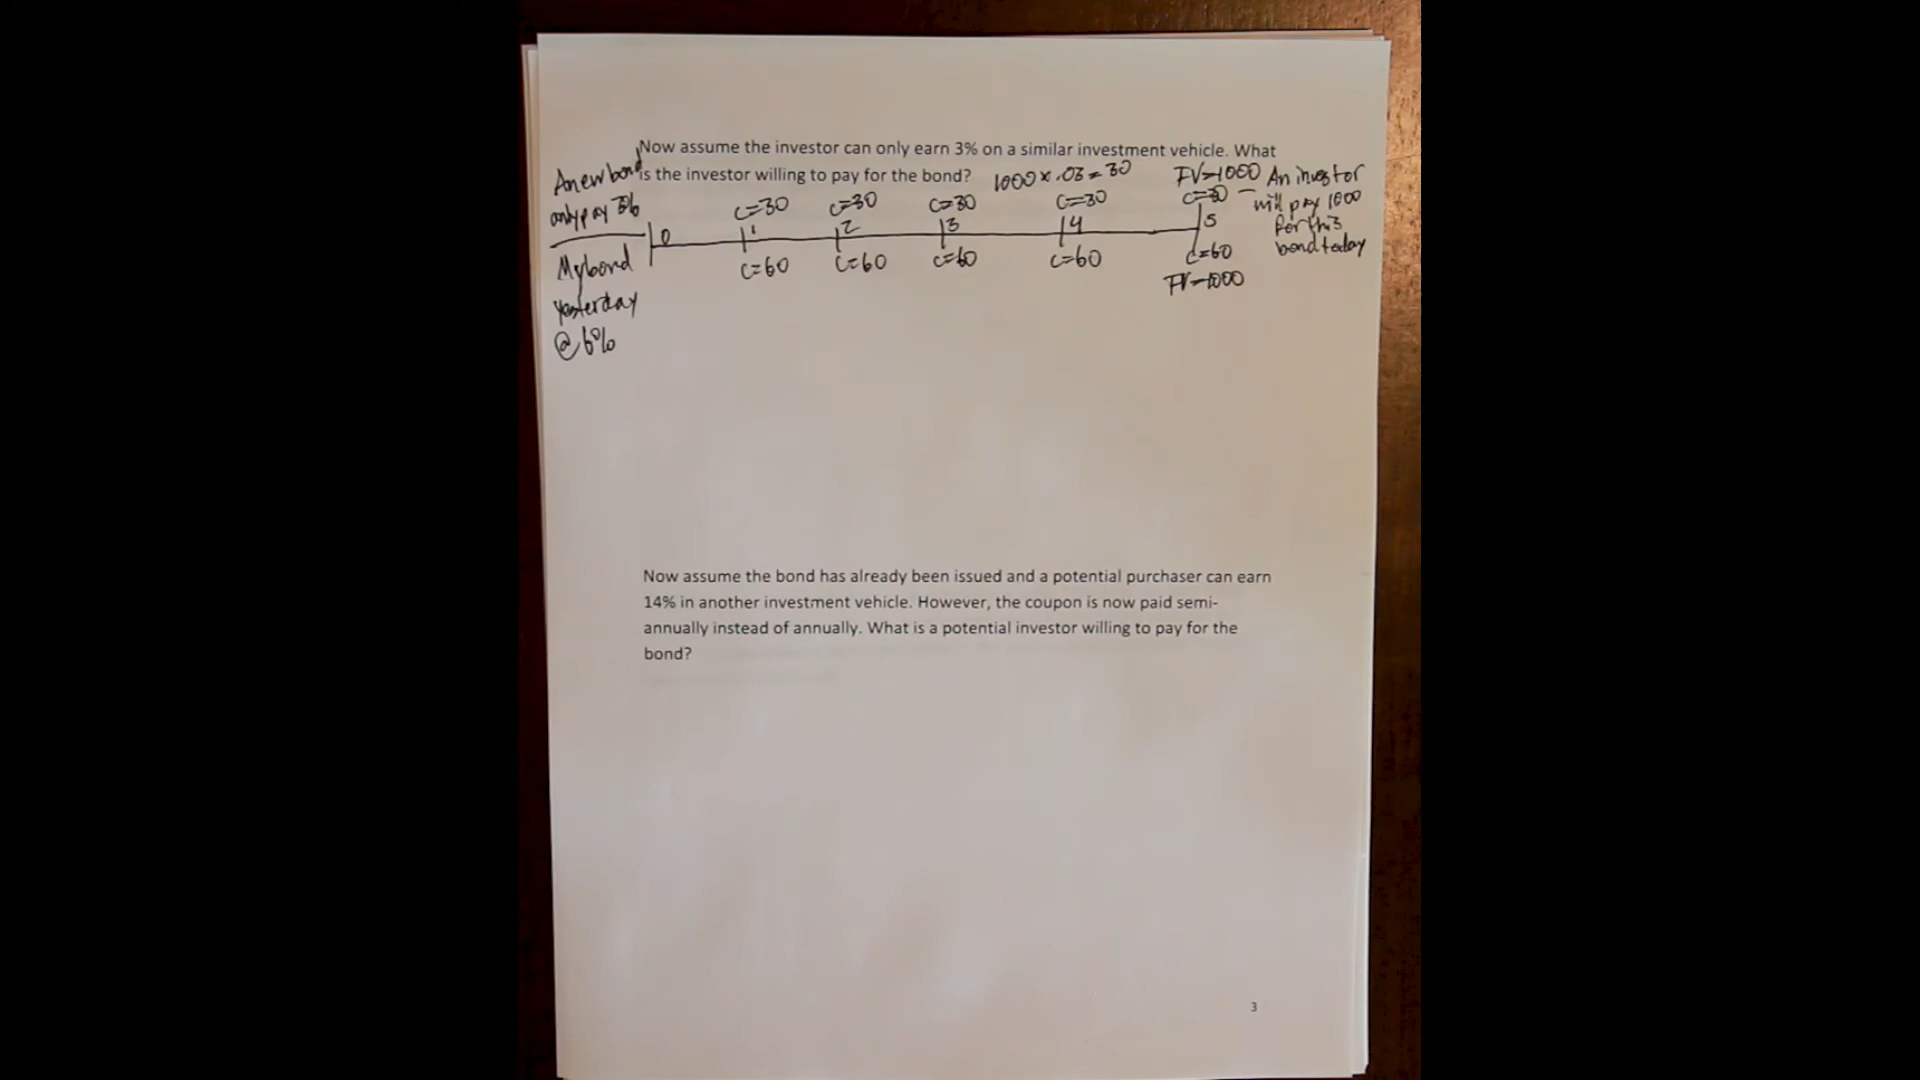 Now assume the investor can only earn 3% on a similar investment vehicle. What
is the investor willing to pay for the bond? 1000 × .03 = 30
A new bond
only pay 3%
FV=1000
C=30 C=30 C=30 C=30 C=30 –
An investor
will pay 1000
for this
bond today
0 1 2 3 4 5
My bond
yesterday
@ 6%
C=60 C=60 C=60 C=60 C=60
FV=1000
Now assume the bond has already been issued and a potential purchaser can earn
14% in another investment vehicle. However, the coupon is now paid semi-
annually instead of annually. What is a potential investor willing to pay for the
bond?
3